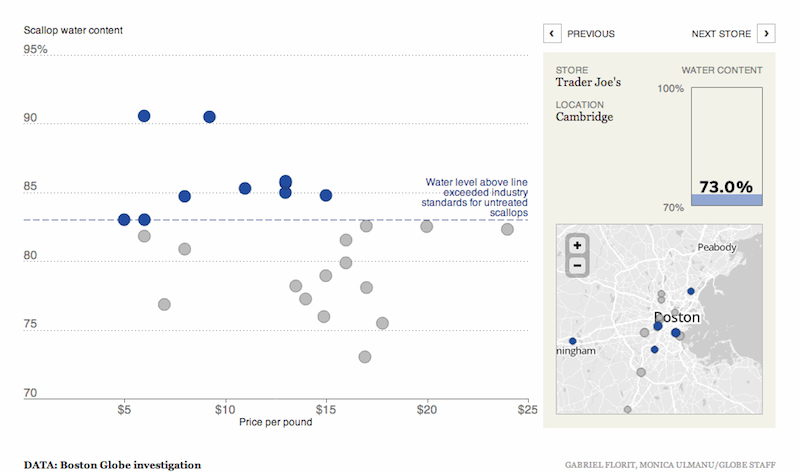 Scallop water content
95%
90
85
80
75
70
Water level above line
exceeded industry
standards for untreated
scallops
$5
$10
$15
$20
$25
Price per pound
‹ PREVIOUS
NEXT STORE ›
STORE
Trader Joe's
LOCATION
Cambridge
WATER CONTENT
100%
73.0%
70%
+
−
Peabody
Boston
ningham
DATA: Boston Globe investigation
GABRIEL FLORIT, MONICA ULMANU/GLOBE STAFF